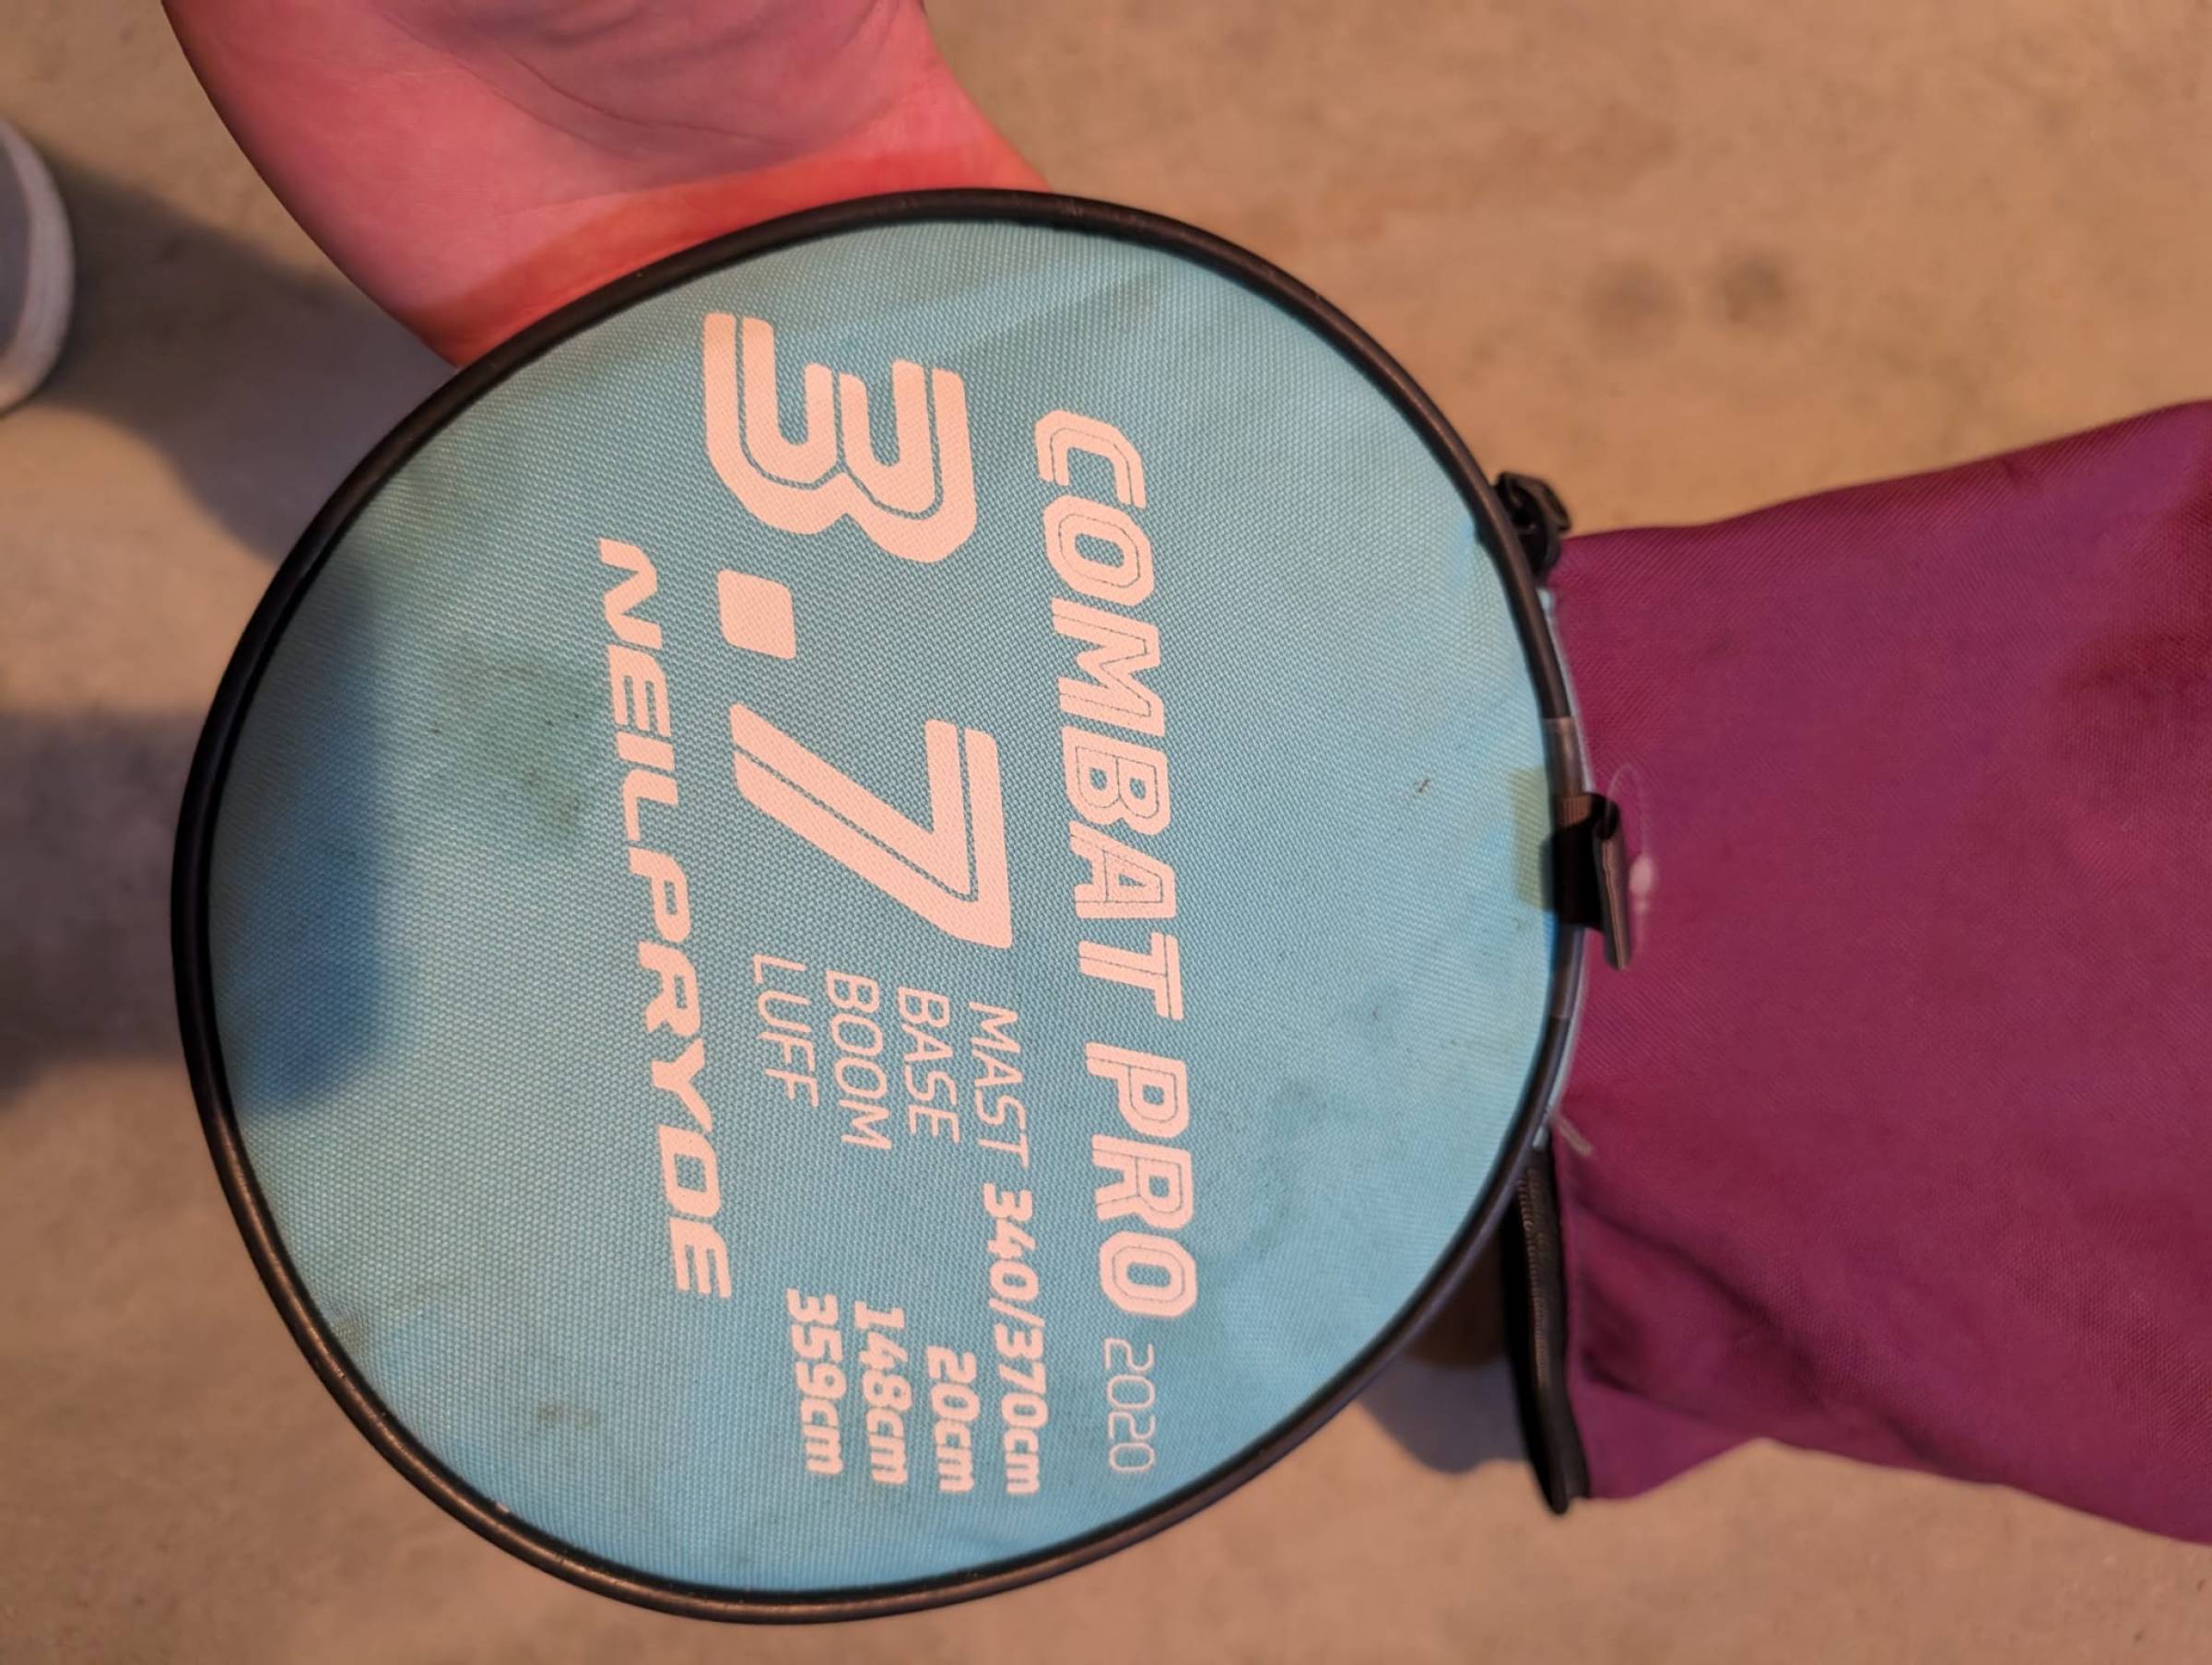 COMBAT PRO 2020
3.7
MAST 340/370cm
BASE 20cm
BOOM 148cm
LUFF 359cm
NEILPRYDE